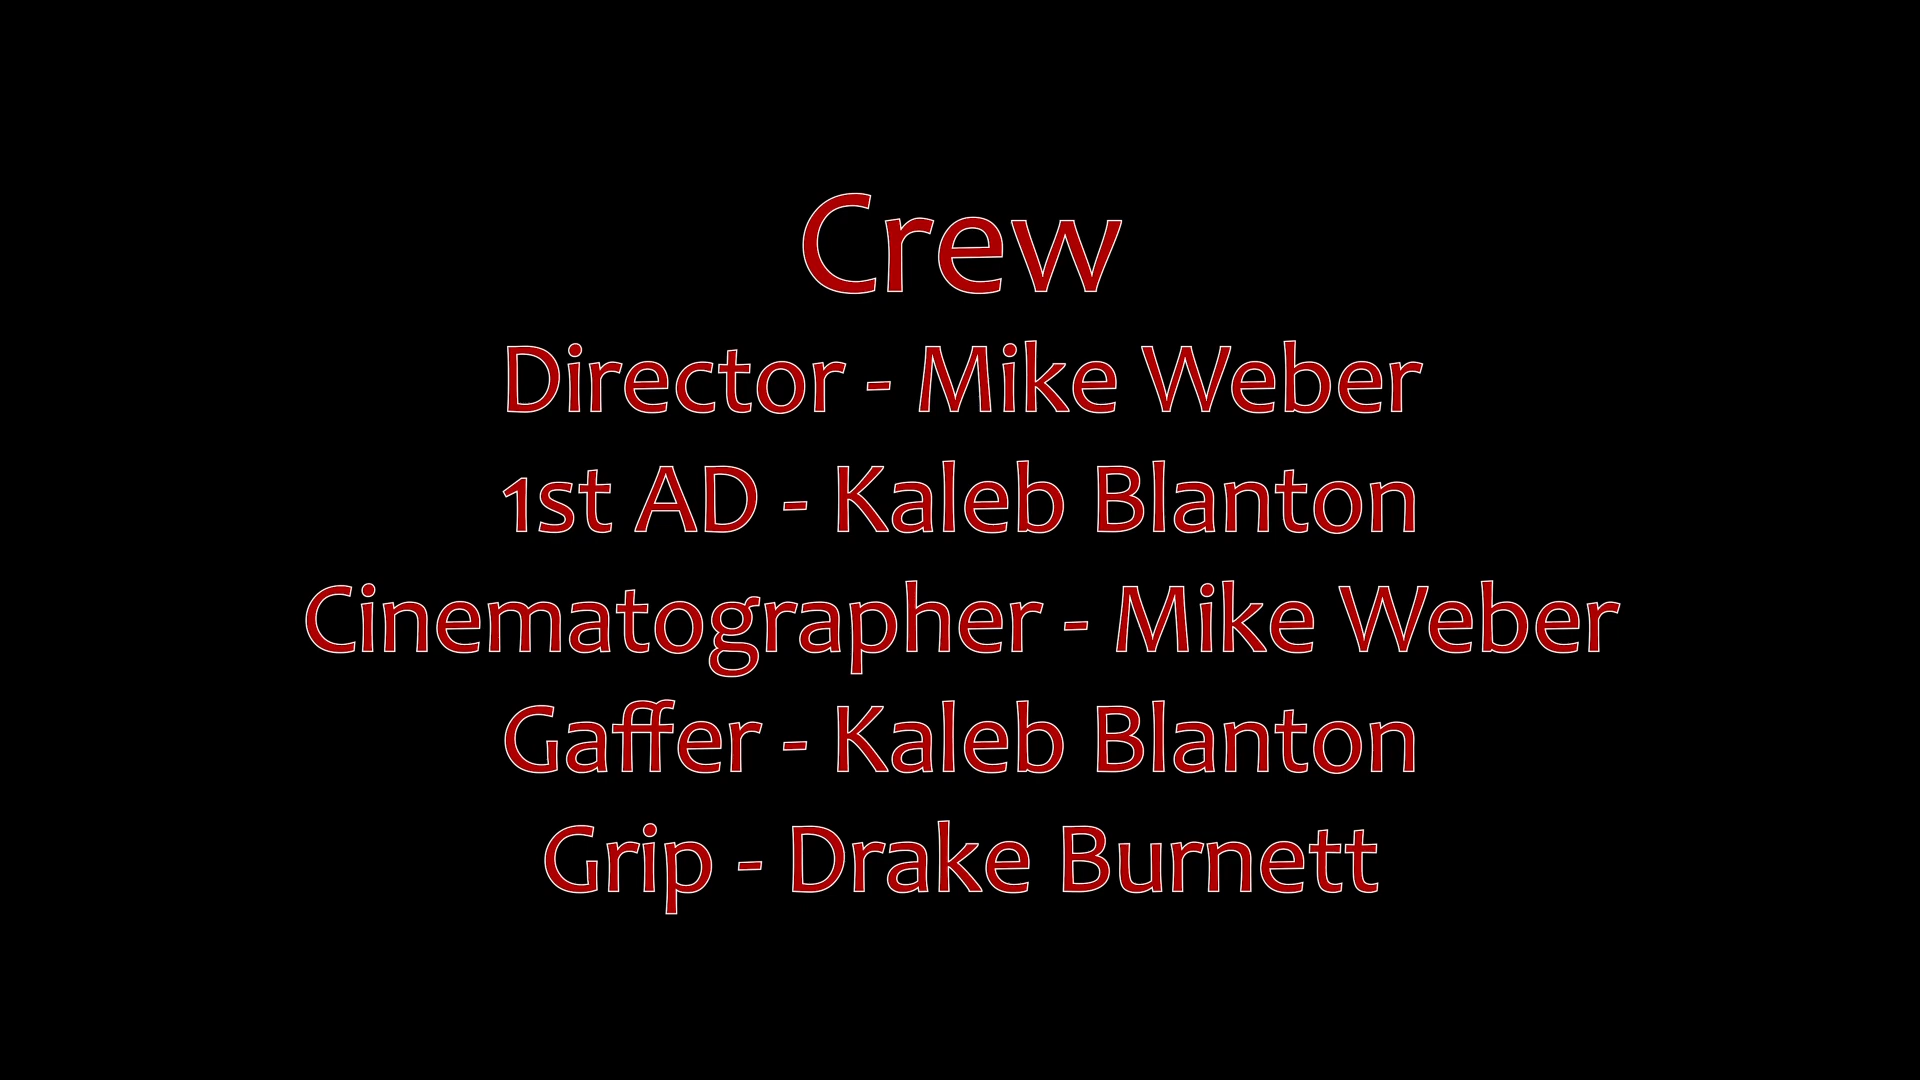 Crew
Director - Mike Weber
1st AD - Kaleb Blanton
Cinematographer - Mike Weber
Gaffer - Kaleb Blanton
Grip - Drake Burnett